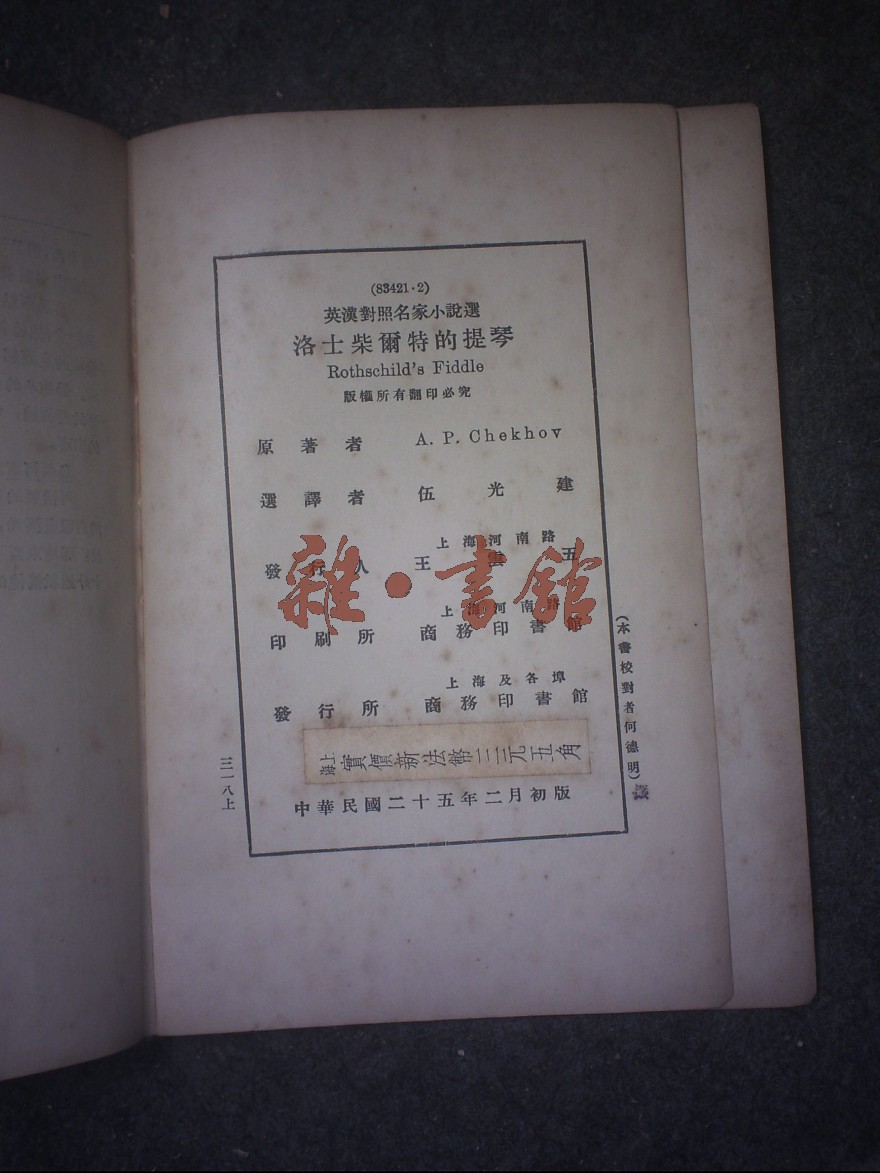 (83421·2)
英漢對照名家小說選
洛士柴爾特的提琴
Rothschild's Fiddle
版權所有翻印必究
原著者 A. P. Chekhov
選譯者 伍光建
上海河南路
發行人 王雲五
上海河南路
印刷所 商務印書館
上海及各埠
發行所 商務印書館
上海 實價新法幣三元五角
中華民國二十五年二月初版
(本書校對者何德明)
三一八上
雜·書館